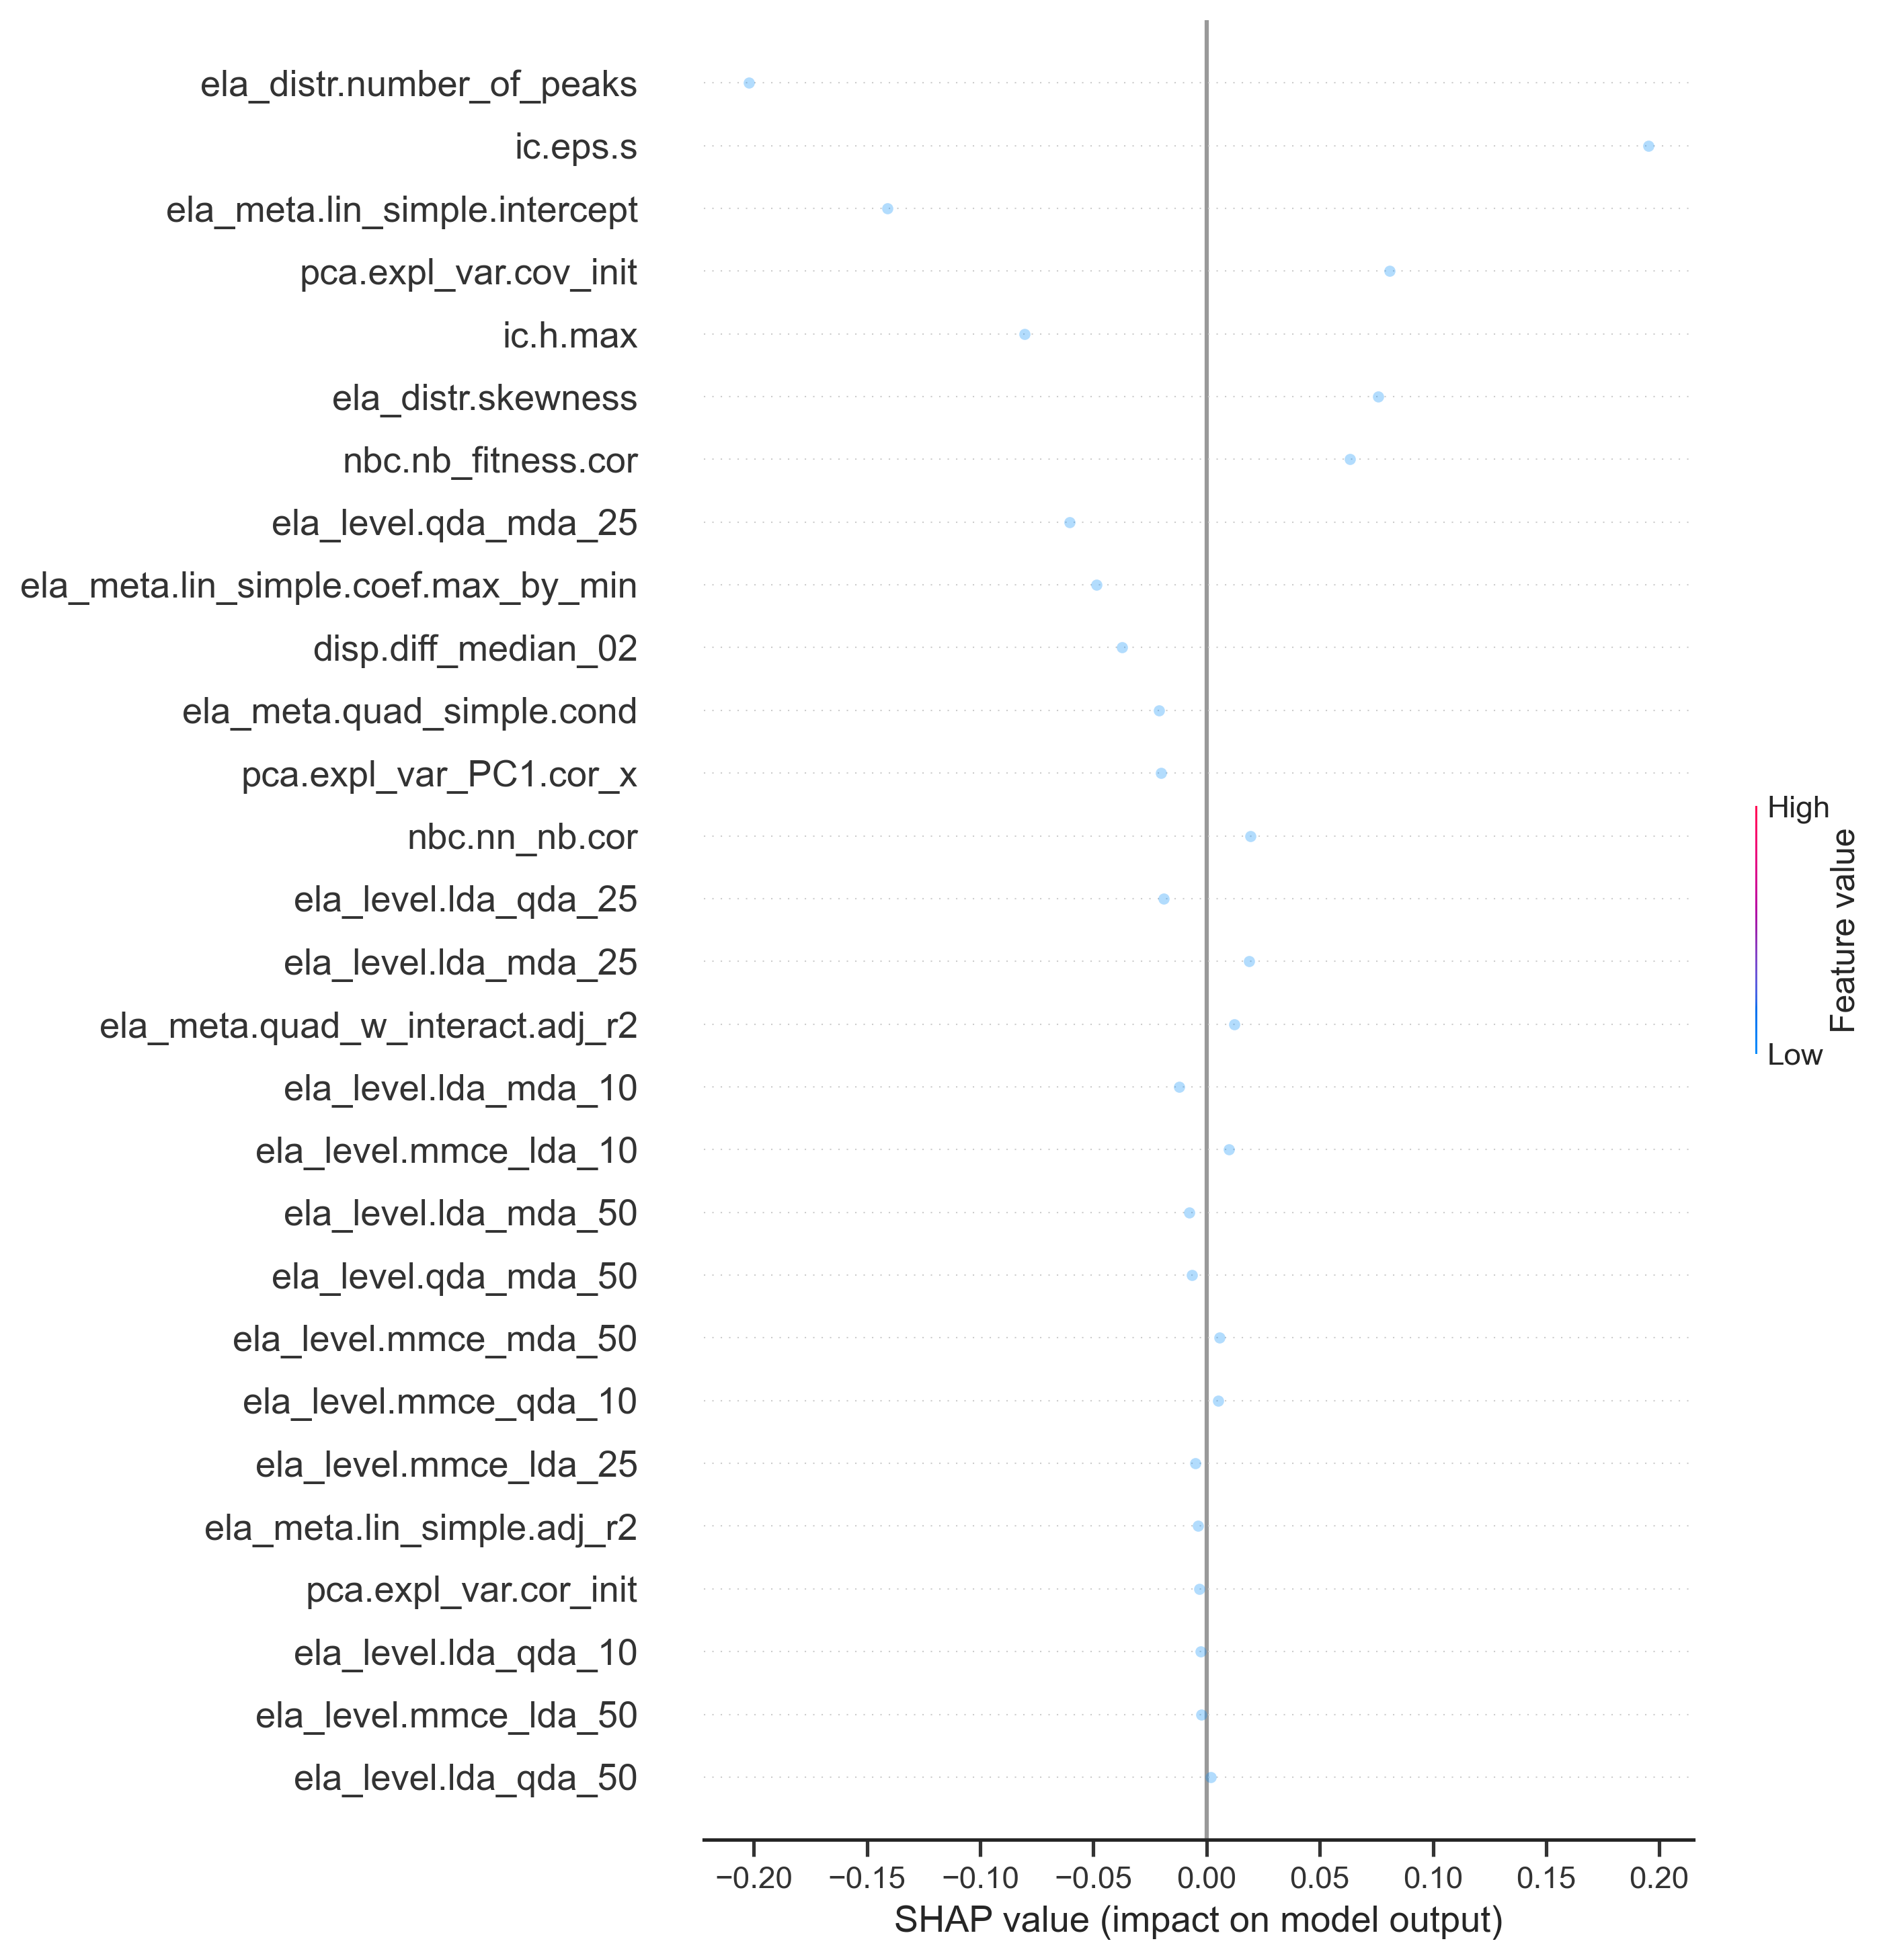 ela_distr.number_of_peaks
ic.eps.s
ela_meta.lin_simple.intercept
pca.expl_var.cov_init
ic.h.max
ela_distr.skewness
nbc.nb_fitness.cor
ela_level.qda_mda_25
ela_meta.lin_simple.coef.max_by_min
disp.diff_median_02
ela_meta.quad_simple.cond
pca.expl_var_PC1.cor_x
nbc.nn_nb.cor
ela_level.lda_qda_25
ela_level.lda_mda_25
ela_meta.quad_w_interact.adj_r2
ela_level.lda_mda_10
ela_level.mmce_lda_10
ela_level.lda_mda_50
ela_level.qda_mda_50
ela_level.mmce_mda_50
ela_level.mmce_qda_10
ela_level.mmce_lda_25
ela_meta.lin_simple.adj_r2
pca.expl_var.cor_init
ela_level.lda_qda_10
ela_level.mmce_lda_50
ela_level.lda_qda_50
−0.20 −0.15 −0.10 −0.05 0.00 0.05 0.10 0.15 0.20
SHAP value (impact on model output)
High
Feature value
Low